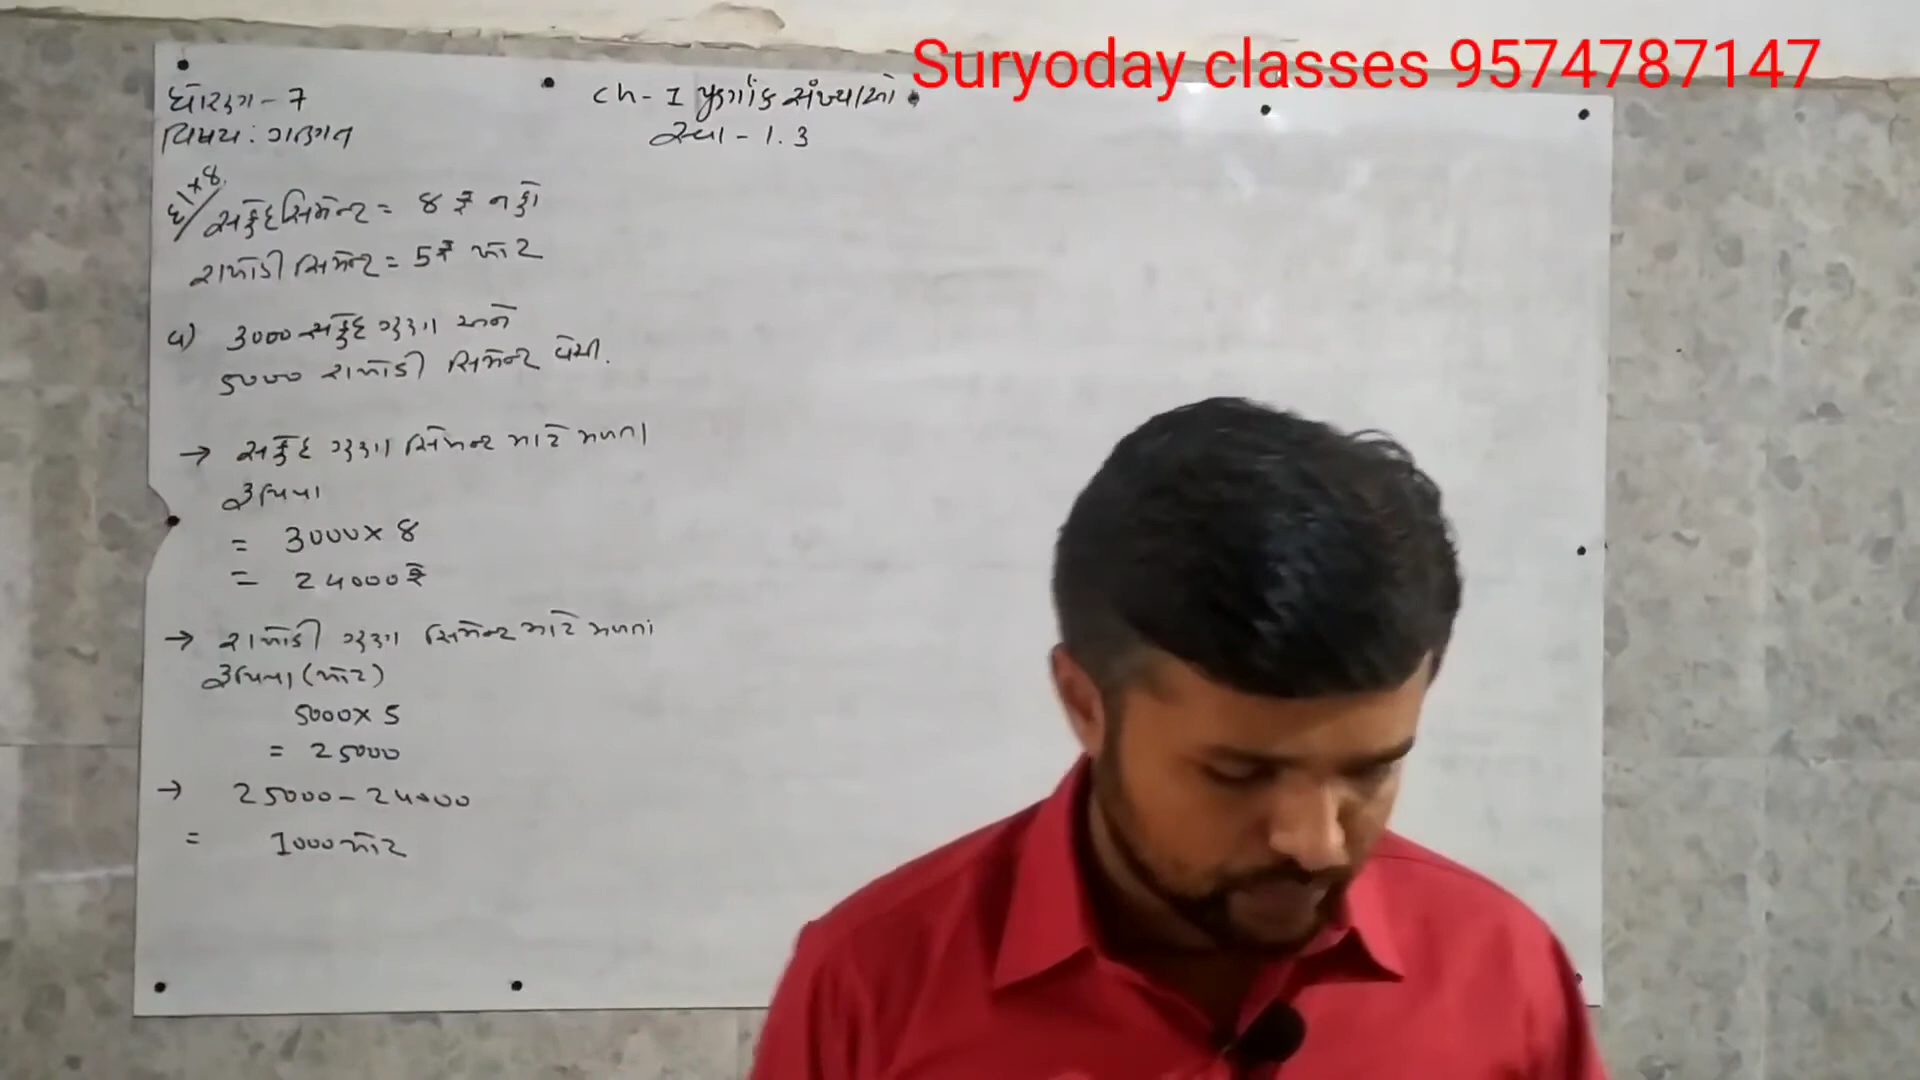 Suryoday classes 9574787147
ધોરણ - 7
વિષય : ગણિત
Ch - 1 પૂર્ણાંક સંખ્યાઓ
સ્વા - 1.3
દા × 8.
સફેદ સિમેન્ટ = 8 ₹ નફો
રાખોડી સિમેન્ટ = 5 ₹ ખોટ
અ) 3000 સફેદ ગુણ અને
5000 રાખોડી સિમેન્ટ વેચી.
→ સફેદ ગુણ સિમેન્ટ માટે મળતા
રૂપિયા
= 3000 × 8
= 24000 ₹
→ રાખોડી ગુણ સિમેન્ટ માટે મળતાં
રૂપિયા (ખોટ)
5000 × 5
= 25000
→ 25000 - 24000
= 1000 ખોટ